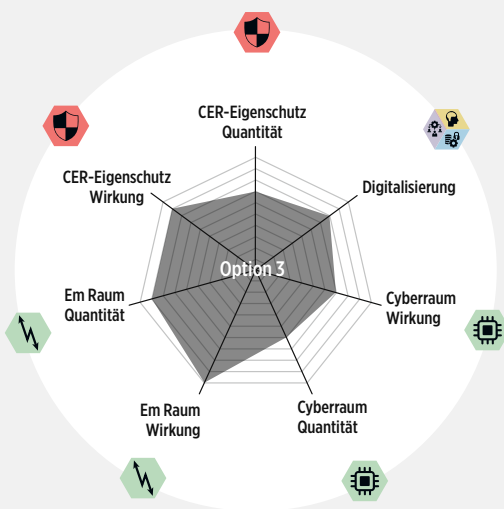 CER-Eigenschutz
Quantität
CER-Eigenschutz
Wirkung
Digitalisierung
Option 3
Em Raum
Quantität
Cyberraum
Wirkung
Em Raum
Wirkung
Cyberraum
Quantität